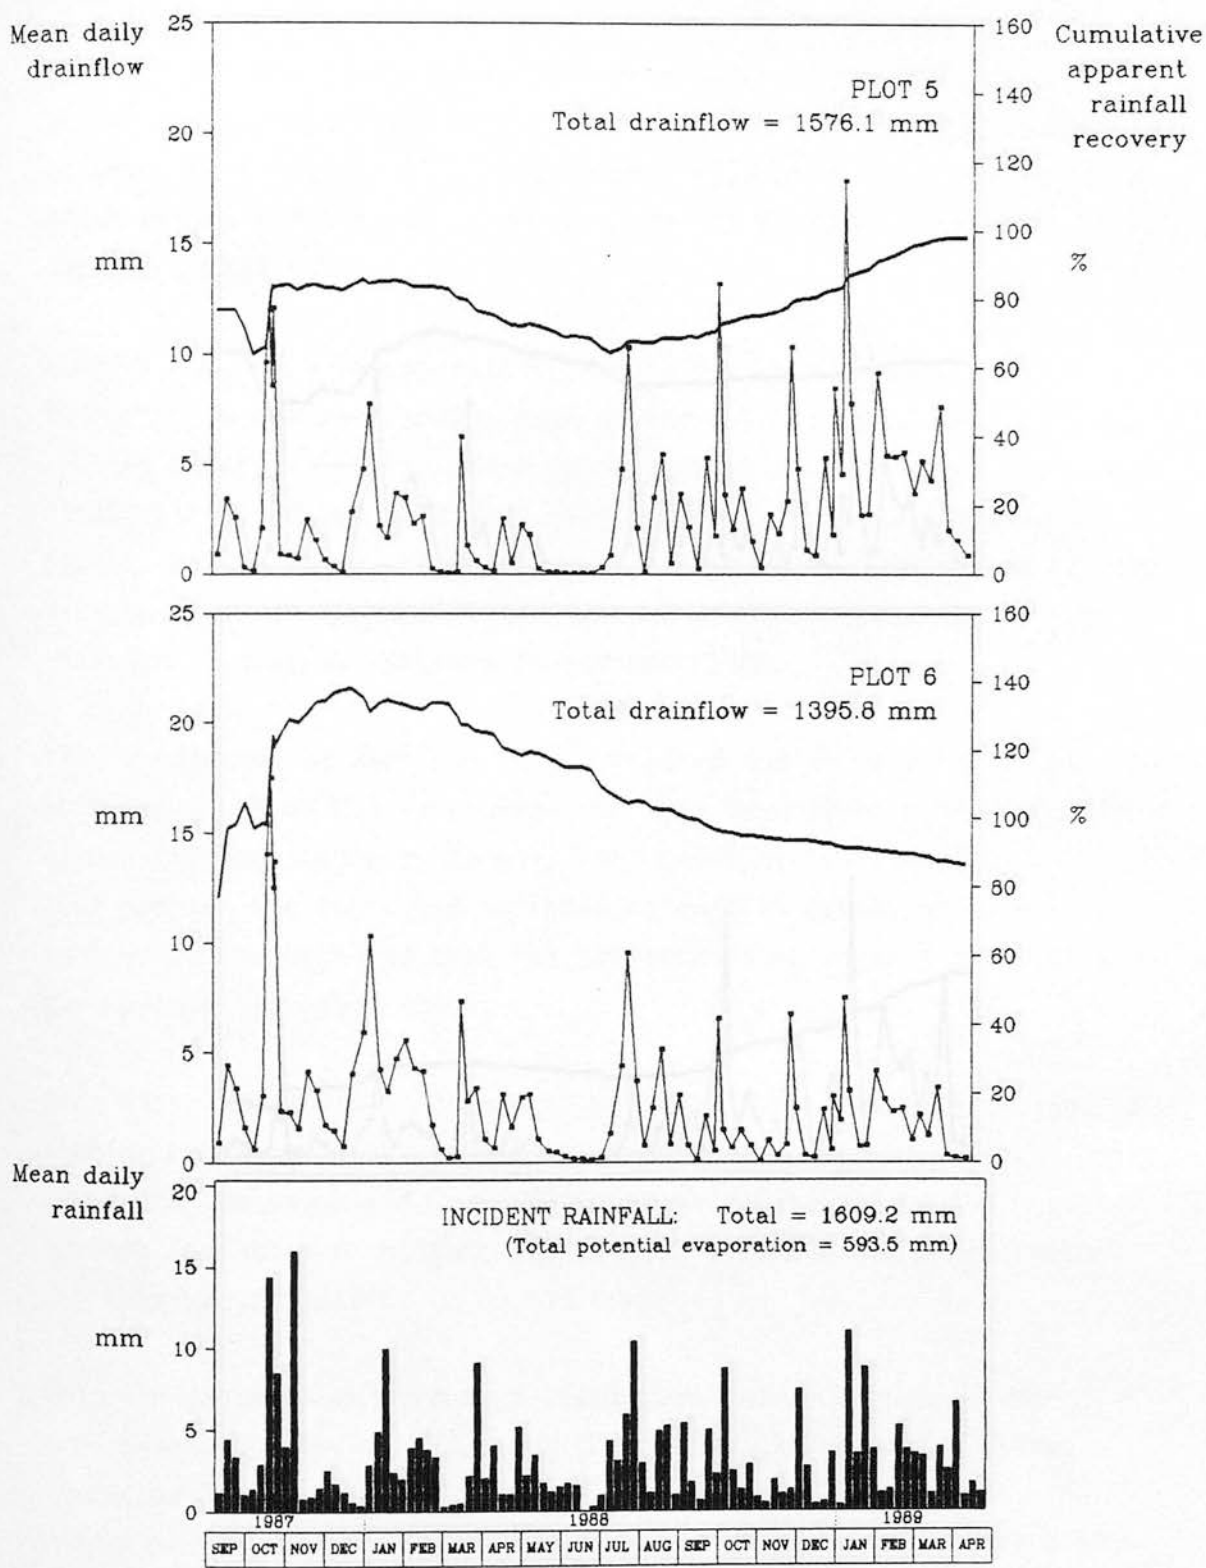 Mean daily
drainflow
mm
25
20
15
10
5
0
PLOT 5
Total drainflow = 1576.1 mm
160
140
120
100
80
60
40
20
0
Cumulative
apparent
rainfall
recovery
%
25
20
15
10
5
0
mm
PLOT 6
Total drainflow = 1395.8 mm
160
140
120
100
80
60
40
20
0
%
Mean daily
rainfall
mm
20
15
10
5
0
INCIDENT RAINFALL: Total = 1609.2 mm
(Total potential evaporation = 593.5 mm)
1987 1988 1989
SEP OCT NOV DEC JAN FEB MAR APR MAY JUN JUL AUG SEP OCT NOV DEC JAN FEB MAR APR